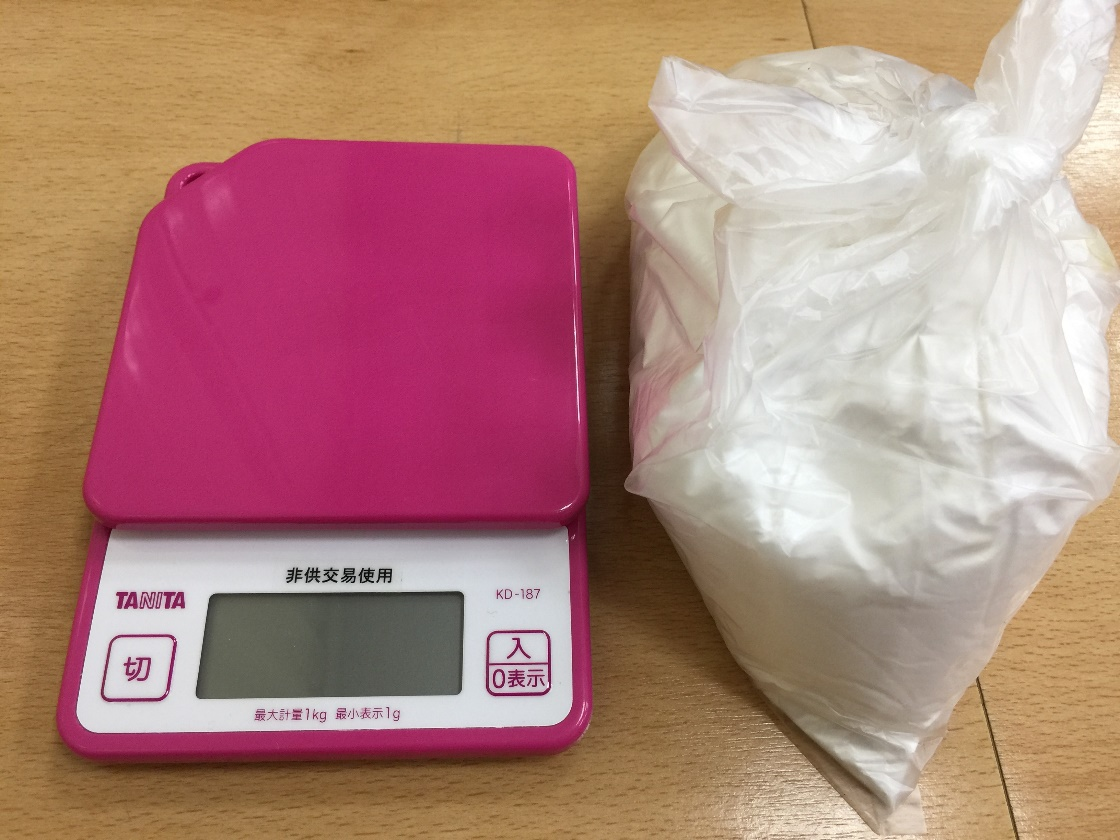 非供交易使用
TANITA
KD-187
切
入
0表示
最大計量1kg 最小表示1g